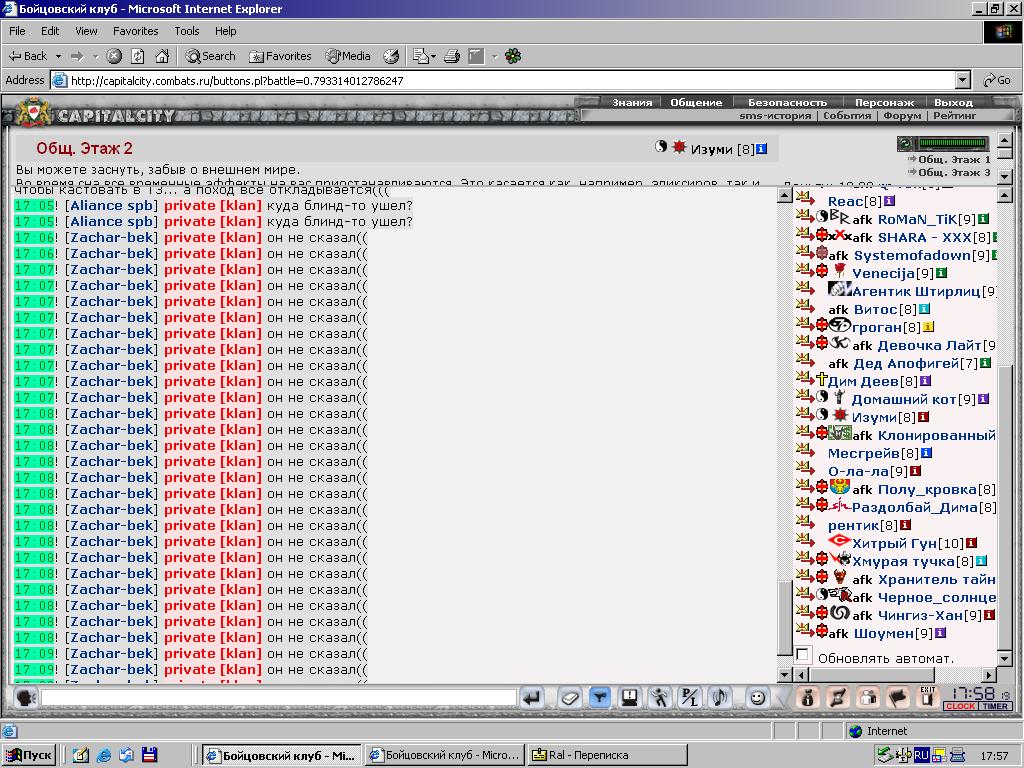 Бойцовский клуб - Microsoft Internet Explorer
File Edit View Favorites Tools Help
Back Search Favorites Media
Address http://capitalcity.combats.ru/buttons.pl?battle=0.793314012786247 Go
CAPITALCITY
Знания Общение Безопасность Персонаж Выход
sms-история | События | Форум | Рейтинг
Общ. Этаж 2
Изуми [8]
Общ. Этаж 1
Общ. Этаж 3
Вы можете заснуть, забыв о внешнем мире.
Во время сна все временные эффекты на вас приостанавливаются. Это касается как, например, эликсиров, так и
чтобы кастовать в ТЗ... а поход все откладывается(((
17:05! [Aliance spb] private [klan] куда блинд-то ушел?
17:05! [Aliance spb] private [klan] куда блинд-то ушел?
17:06! [Zachar-bek] private [klan] он не сказал((
17:06! [Zachar-bek] private [klan] он не сказал((
17:07! [Zachar-bek] private [klan] он не сказал((
17:07! [Zachar-bek] private [klan] он не сказал((
17:07! [Zachar-bek] private [klan] он не сказал((
17:07! [Zachar-bek] private [klan] он не сказал((
17:07! [Zachar-bek] private [klan] он не сказал((
17:07! [Zachar-bek] private [klan] он не сказал((
17:07! [Zachar-bek] private [klan] он не сказал((
17:07! [Zachar-bek] private [klan] он не сказал((
17:07! [Zachar-bek] private [klan] он не сказал((
17:08! [Zachar-bek] private [klan] он не сказал((
17:08! [Zachar-bek] private [klan] он не сказал((
17:08! [Zachar-bek] private [klan] он не сказал((
17:08! [Zachar-bek] private [klan] он не сказал((
17:08! [Zachar-bek] private [klan] он не сказал((
17:08! [Zachar-bek] private [klan] он не сказал((
17:08! [Zachar-bek] private [klan] он не сказал((
17:08! [Zachar-bek] private [klan] он не сказал((
17:08! [Zachar-bek] private [klan] он не сказал((
17:08! [Zachar-bek] private [klan] он не сказал((
17:08! [Zachar-bek] private [klan] он не сказал((
17:08! [Zachar-bek] private [klan] он не сказал((
17:08! [Zachar-bek] private [klan] он не сказал((
17:08! [Zachar-bek] private [klan] он не сказал((
17:09! [Zachar-bek] private [klan] он не сказал((
17:09! [Zachar-bek] private [klan] он не сказал((
Reac[8]
afk RoMaN_TiK[9]
afk SHARA - XXX[8]
afk Systemofadown[9]
Venecija[9]
Агентик Штирлиц[9]
afk Витос[8]
гроган[8]
afk Девочка Лайт[9
afk Дед Апофигей[7]
Дим Деев[8]
Домашний кот[9]
Изуми[8]
afk Клонированный
Месгрейв[8]
О-ла-ла[9]
afk Полу_кровка[8]
Раздолбай_Дима[8]
рентик[8]
Хитрый Гун[10]
Хмурая тучка[8]
afk Хранитель тайн
afk Черное_солнце
afk Чингиз-Хан[9]
afk Шоумен[9]
Обновлять автомат.
P/L EXIT 17:58 19
CLOCK TIMER
Internet
Пуск Бойцовский клуб - Mi... Бойцовский клуб - Micro... Ral - Переписка RU 17:57